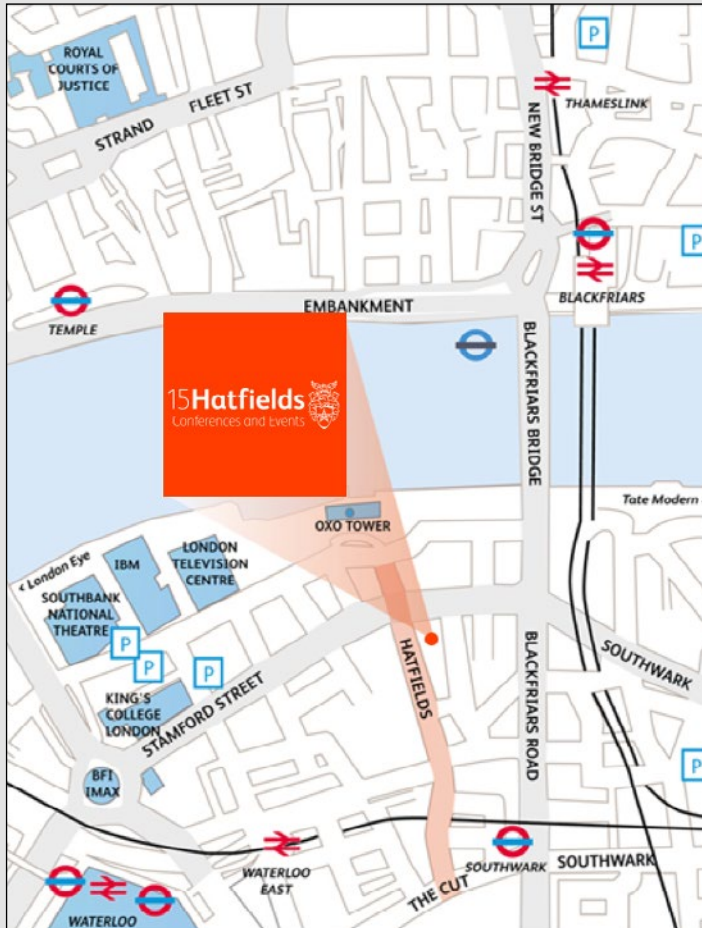 ROYAL
COURTS OF
JUSTICE
STRAND
FLEET ST
P
THAMESLINK
NEW BRIDGE ST
P
BLACKFRIARS
TEMPLE
EMBANKMENT
15Hatfields
Conferences and Events
BLACKFRIARS BRIDGE
Tate Modern
OXO TOWER
< London Eye
IBM
LONDON
TELEVISION
CENTRE
SOUTHBANK
NATIONAL
THEATRE
P
P
P
KING'S
COLLEGE
LONDON
STAMFORD STREET
HATFIELDS
BLACKFRIARS ROAD
SOUTHWARK
P
BFI
IMAX
WATERLOO
EAST
SOUTHWARK
SOUTHWARK
THE CUT
WATERLOO